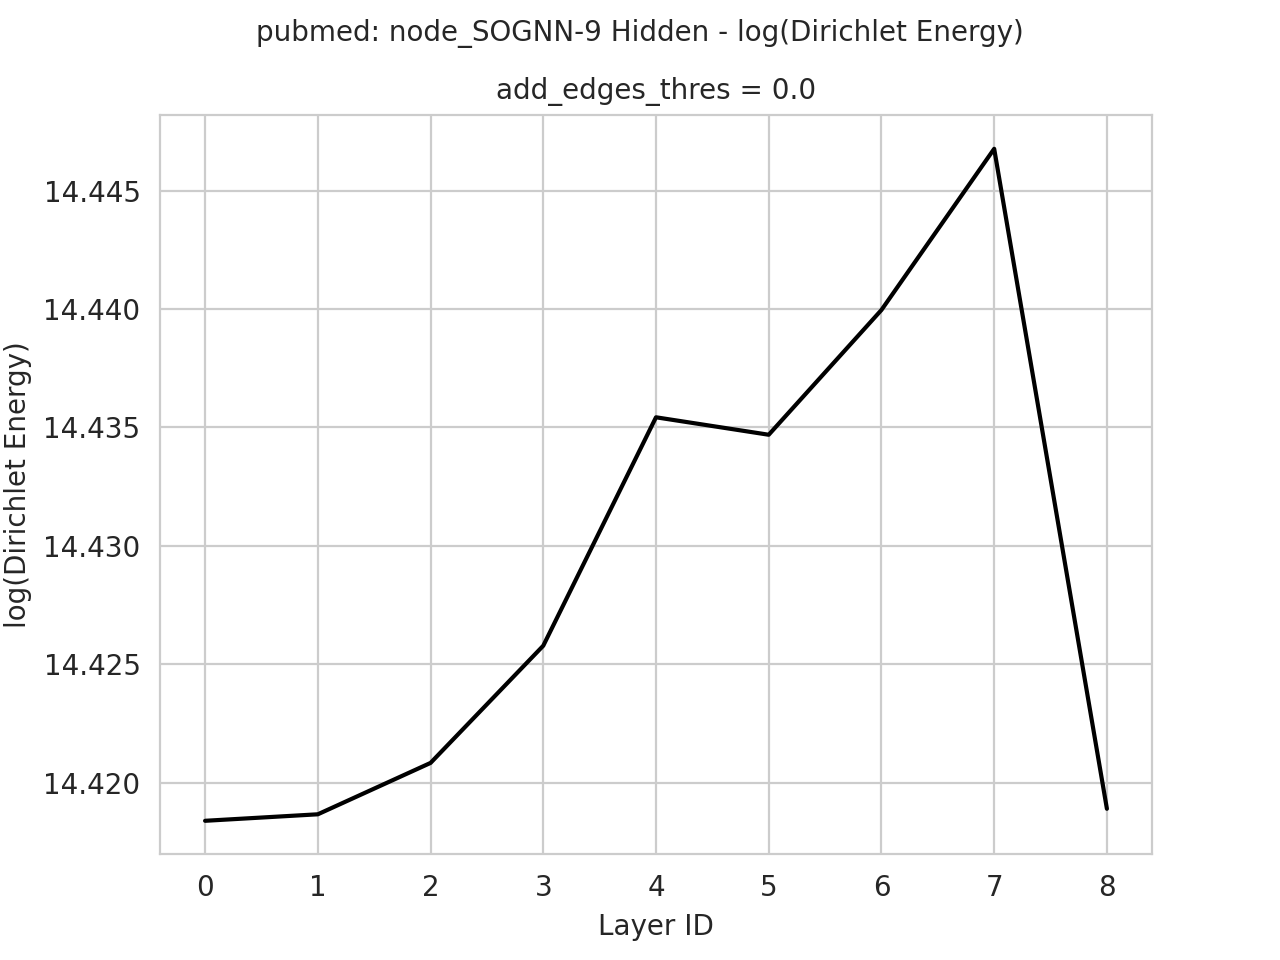 pubmed: node_SOGNN-9 Hidden - log(Dirichlet Energy)
add_edges_thres = 0.0
log(Dirichlet Energy)
14.445
14.440
14.435
14.430
14.425
14.420
0 1 2 3 4 5 6 7 8
Layer ID